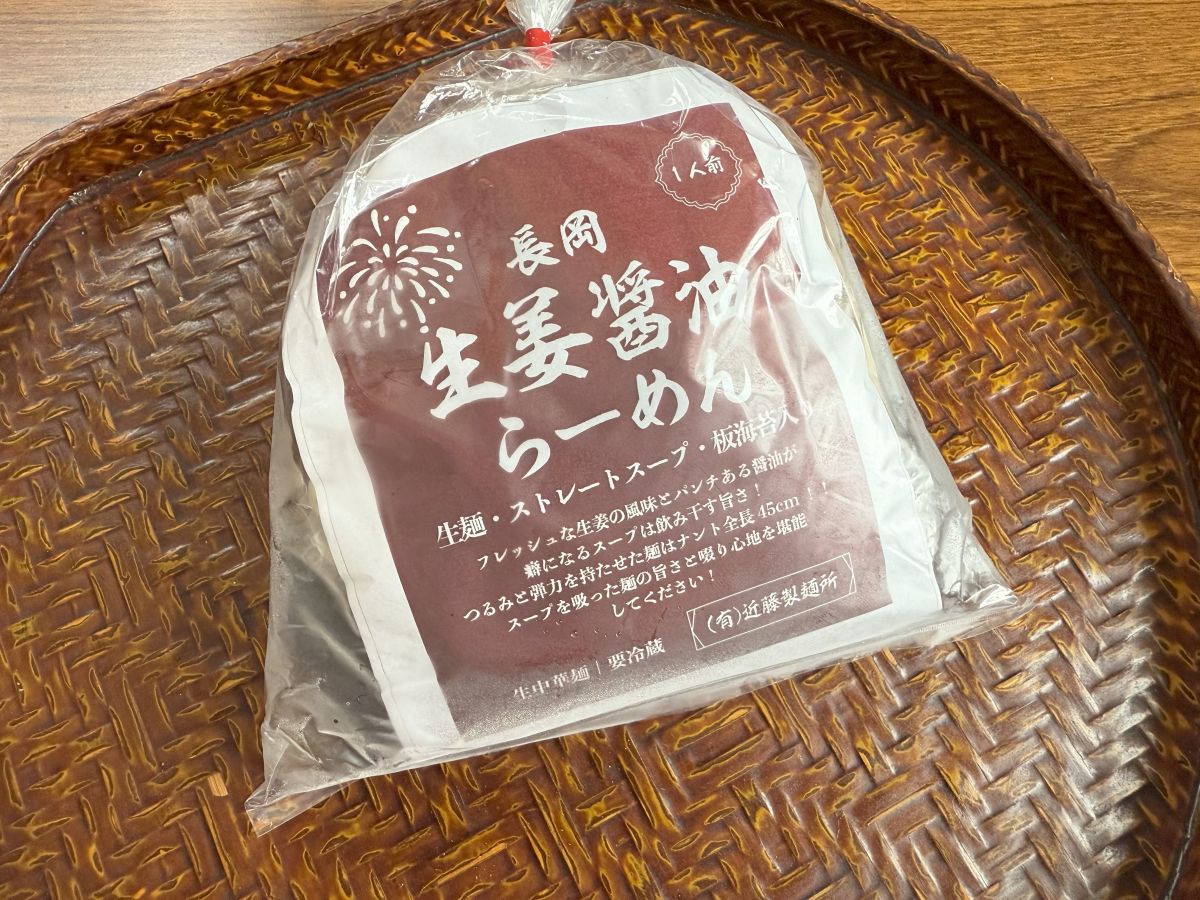 1人前
長岡
生姜醤油
らーめん
生麺・ストレートスープ・板海苔入り
フレッシュな生姜の風味とパンチある醤油が
癖になるスープは飲み干す旨さ！
つるみと弾力を持たせた麺はナント全長45cm！！
スープを吸った麺の旨さと啜り心地を堪能
してください！
(有)近藤製麺所
生中華麺｜要冷蔵